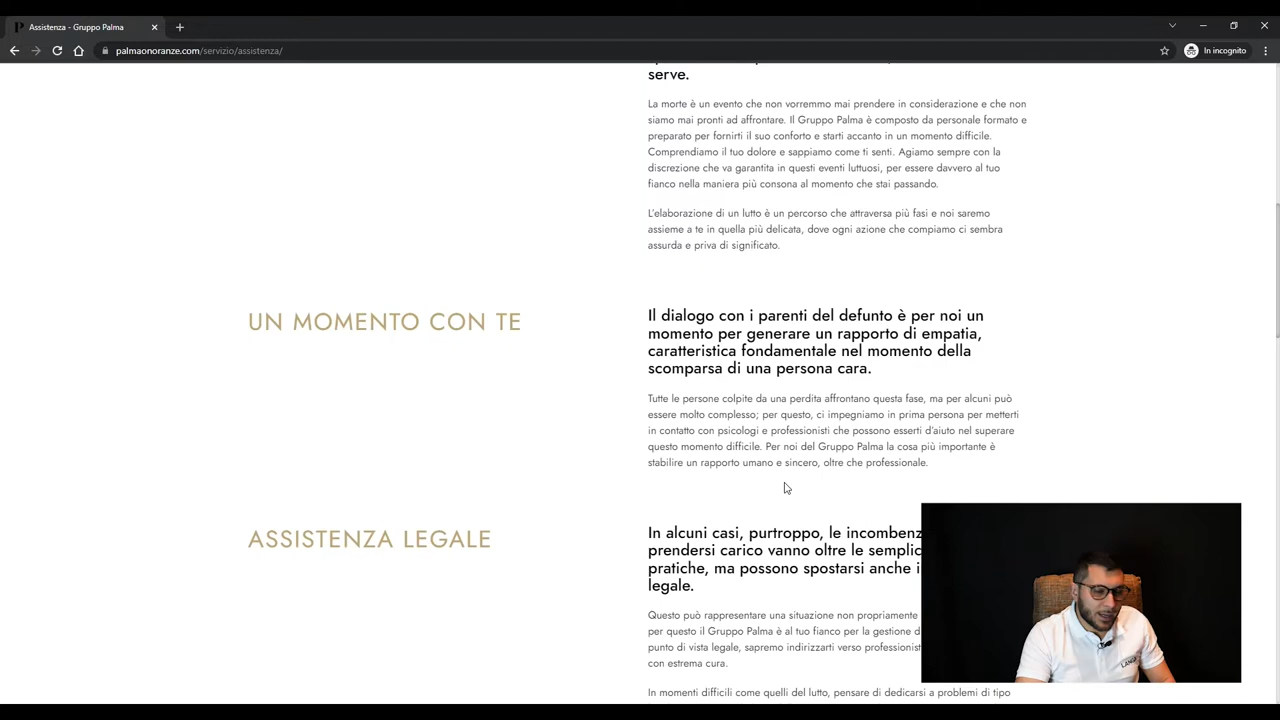 Assistenza - Gruppo Palma
palmaonoranze.com/servizio/assistenza/
In incognito
serve.
La morte è un evento che non vorremmo mai prendere in considerazione e che non
siamo mai pronti ad affrontare. Il Gruppo Palma è composto da personale formato e
preparato per fornirti il suo conforto e starti accanto in un momento difficile.
Comprendiamo il tuo dolore e sappiamo come ti senti. Agiamo sempre con la
discrezione che va garantita in questi eventi luttuosi, per essere davvero al tuo
fianco nella maniera più consona al momento che stai passando.
L'elaborazione di un lutto è un percorso che attraversa più fasi e noi saremo
assieme a te in quella più delicata, dove ogni azione che compiamo ci sembra
assurda e priva di significato.
UN MOMENTO CON TE
Il dialogo con i parenti del defunto è per noi un
momento per generare un rapporto di empatia,
caratteristica fondamentale nel momento della
scomparsa di una persona cara.
Tutte le persone colpite da una perdita affrontano questa fase, ma per alcuni può
essere molto complesso; per questo, ci impegniamo in prima persona per metterti
in contatto con psicologi e professionisti che possono esserti d'aiuto nel superare
questo momento difficile. Per noi del Gruppo Palma la cosa più importante è
stabilire un rapporto umano e sincero, oltre che professionale.
ASSISTENZA LEGALE
In alcuni casi, purtroppo, le incombenz
prendersi carico vanno oltre le semplic
pratiche, ma possono spostarsi anche i
legale.
Questo può rappresentare una situazione non propriamente
per questo il Gruppo Palma è al tuo fianco per la gestione d
punto di vista legale, sapremo indirizzarti verso professionist
con estrema cura.
In momenti difficili come quelli del lutto, pensare di dedicarsi a problemi di tipo